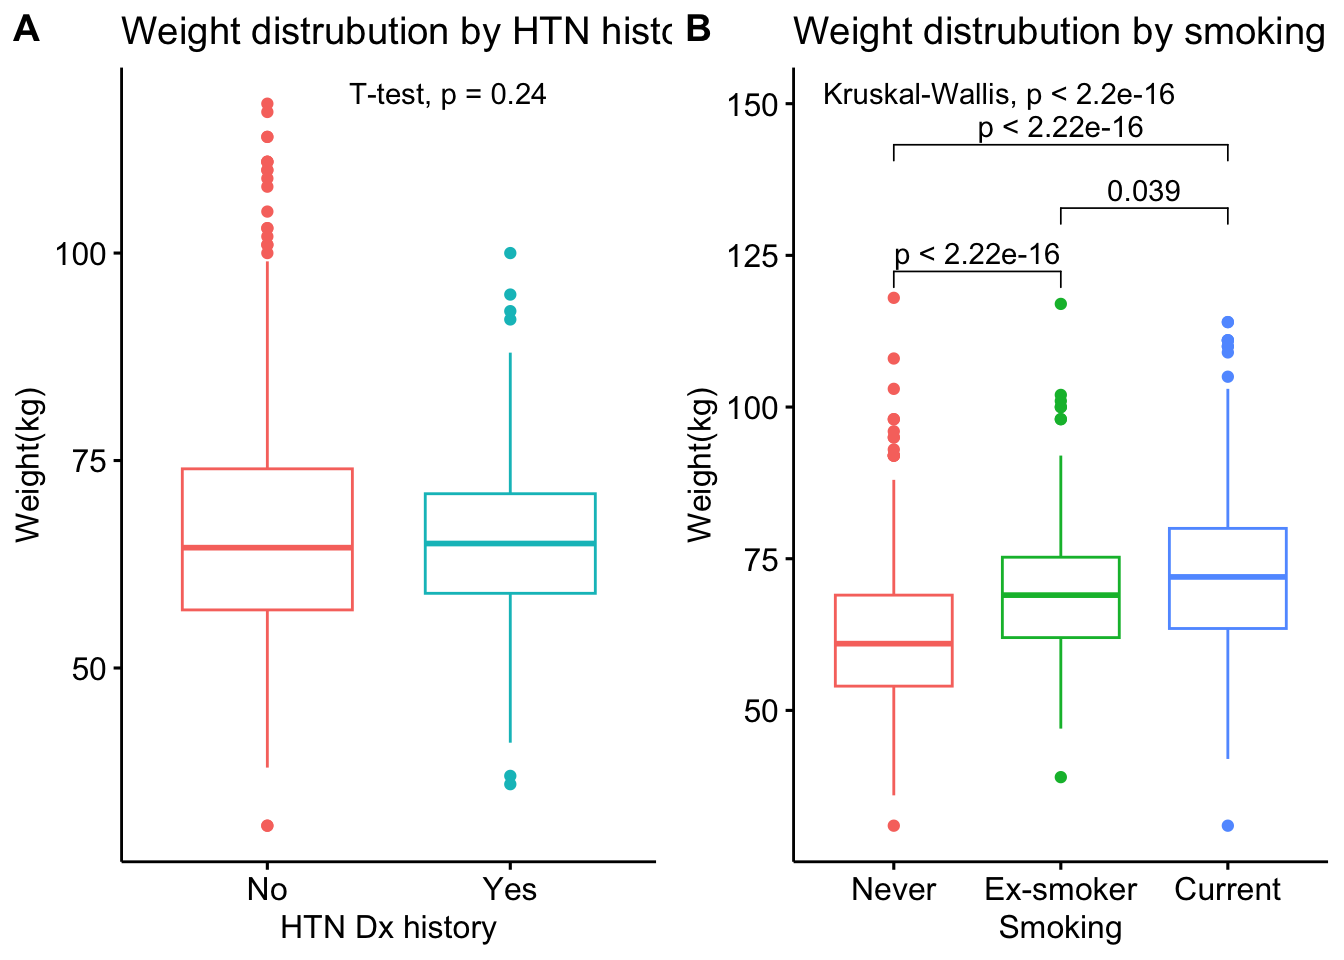 A
Weight distrubution by HTN histo
T-test, p = 0.24
100
75
50
Weight(kg)
No
Yes
HTN Dx history
B
Weight distrubution by smoking
Kruskal-Wallis, p < 2.2e-16
p < 2.22e-16
0.039
p < 2.22e-16
150
125
100
75
50
Weight(kg)
Never
Ex-smoker
Current
Smoking